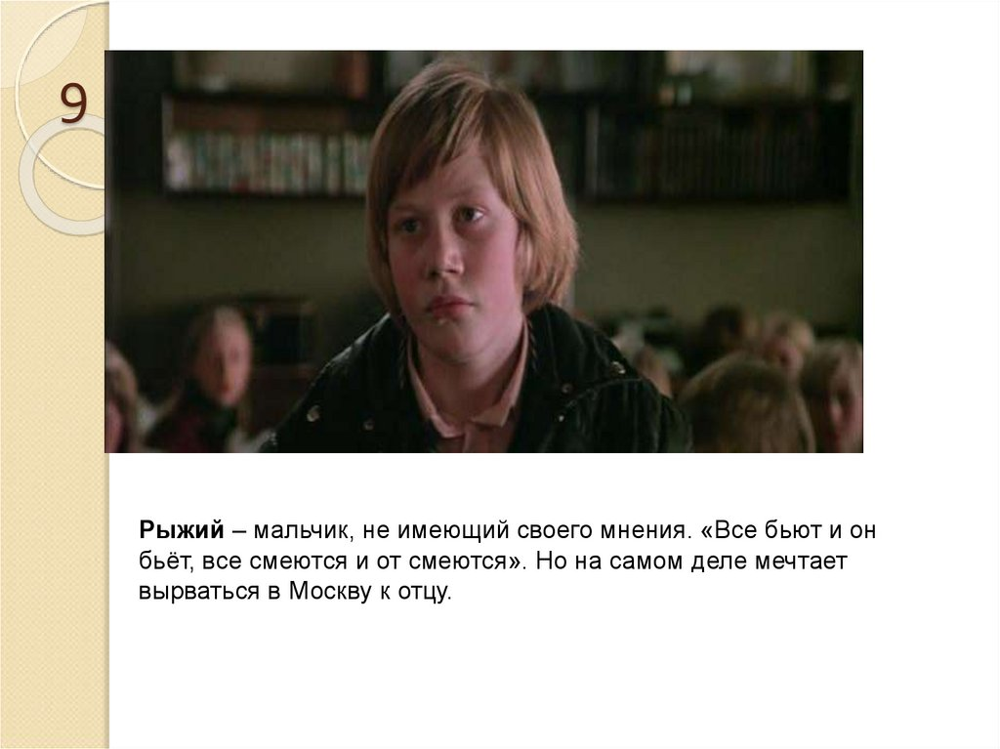 9
Рыжий – мальчик, не имеющий своего мнения. «Все бьют и он
бьёт, все смеются и от смеются». Но на самом деле мечтает
вырваться в Москву к отцу.